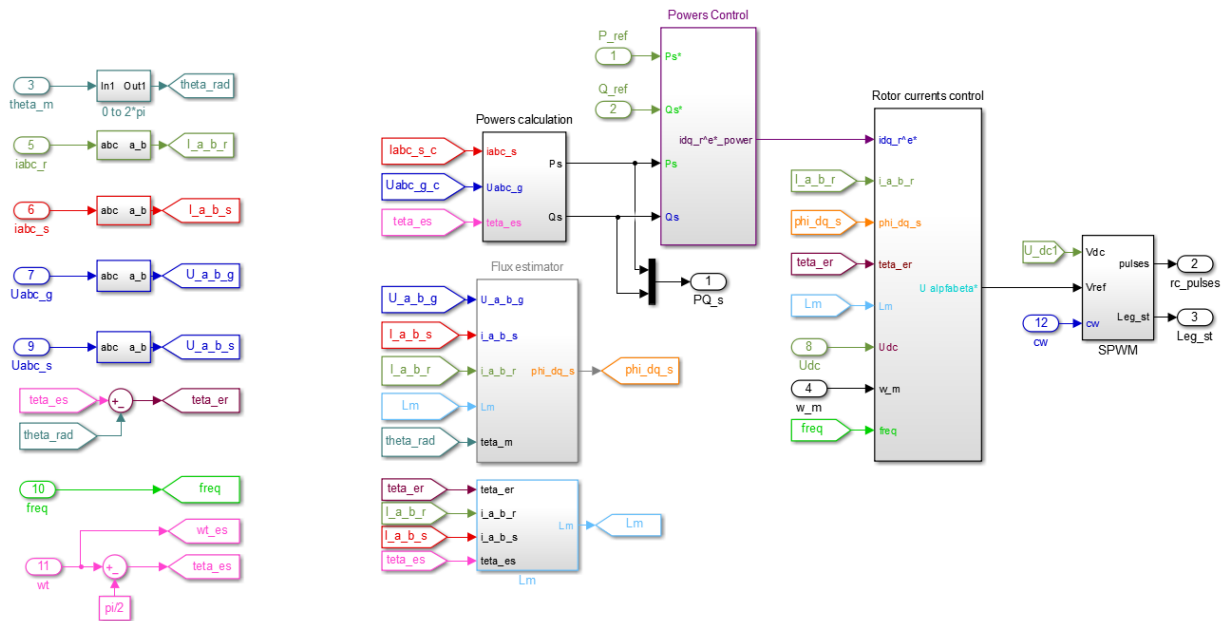 3
theta_m
In1 Out1
0 to 2*pi
theta_rad
5
iabc_r
abc a_b
I_a_b_r
6
iabc_s
abc a_b
I_a_b_s
7
Uabc_g
abc a_b
U_a_b_g
9
Uabc_s
abc a_b
U_a_b_s
teta_es
theta_rad
+_
teta_er
10
freq
freq
wt_es
11
wt
+_
teta_es
pi/2
Powers calculation
Iabc_s_c
iabc_s
Ps
Uabc_g_c
Uabc_g
teta_es
teta_es
Qs
Powers Control
P_ref
1
Ps*
Q_ref
2
Qs*
idq_r^e*_power
Ps
Qs
1
PQ_s
Flux estimator
U_a_b_g
U_a_b_g
I_a_b_s
i_a_b_s
I_a_b_r
i_a_b_r
phi_dq_s
phi_dq_s
Lm
Lm
theta_rad
teta_m
teta_er
teta_er
I_a_b_r
i_a_b_r
I_a_b_s
i_a_b_s
teta_es
teta_es
Lm
Lm
Lm
Rotor currents control
idq_r^e*
I_a_b_r
i_a_b_r
phi_dq_s
phi_dq_s
teta_er
teta_er
Lm
Lm
U alpfabeta*
8
Udc
Udc
4
w_m
w_m
freq
freq
U_dc1
Vdc
pulses
Vref
12
cw
cw
Leg_st
SPWM
2
rc_pulses
3
Leg_st